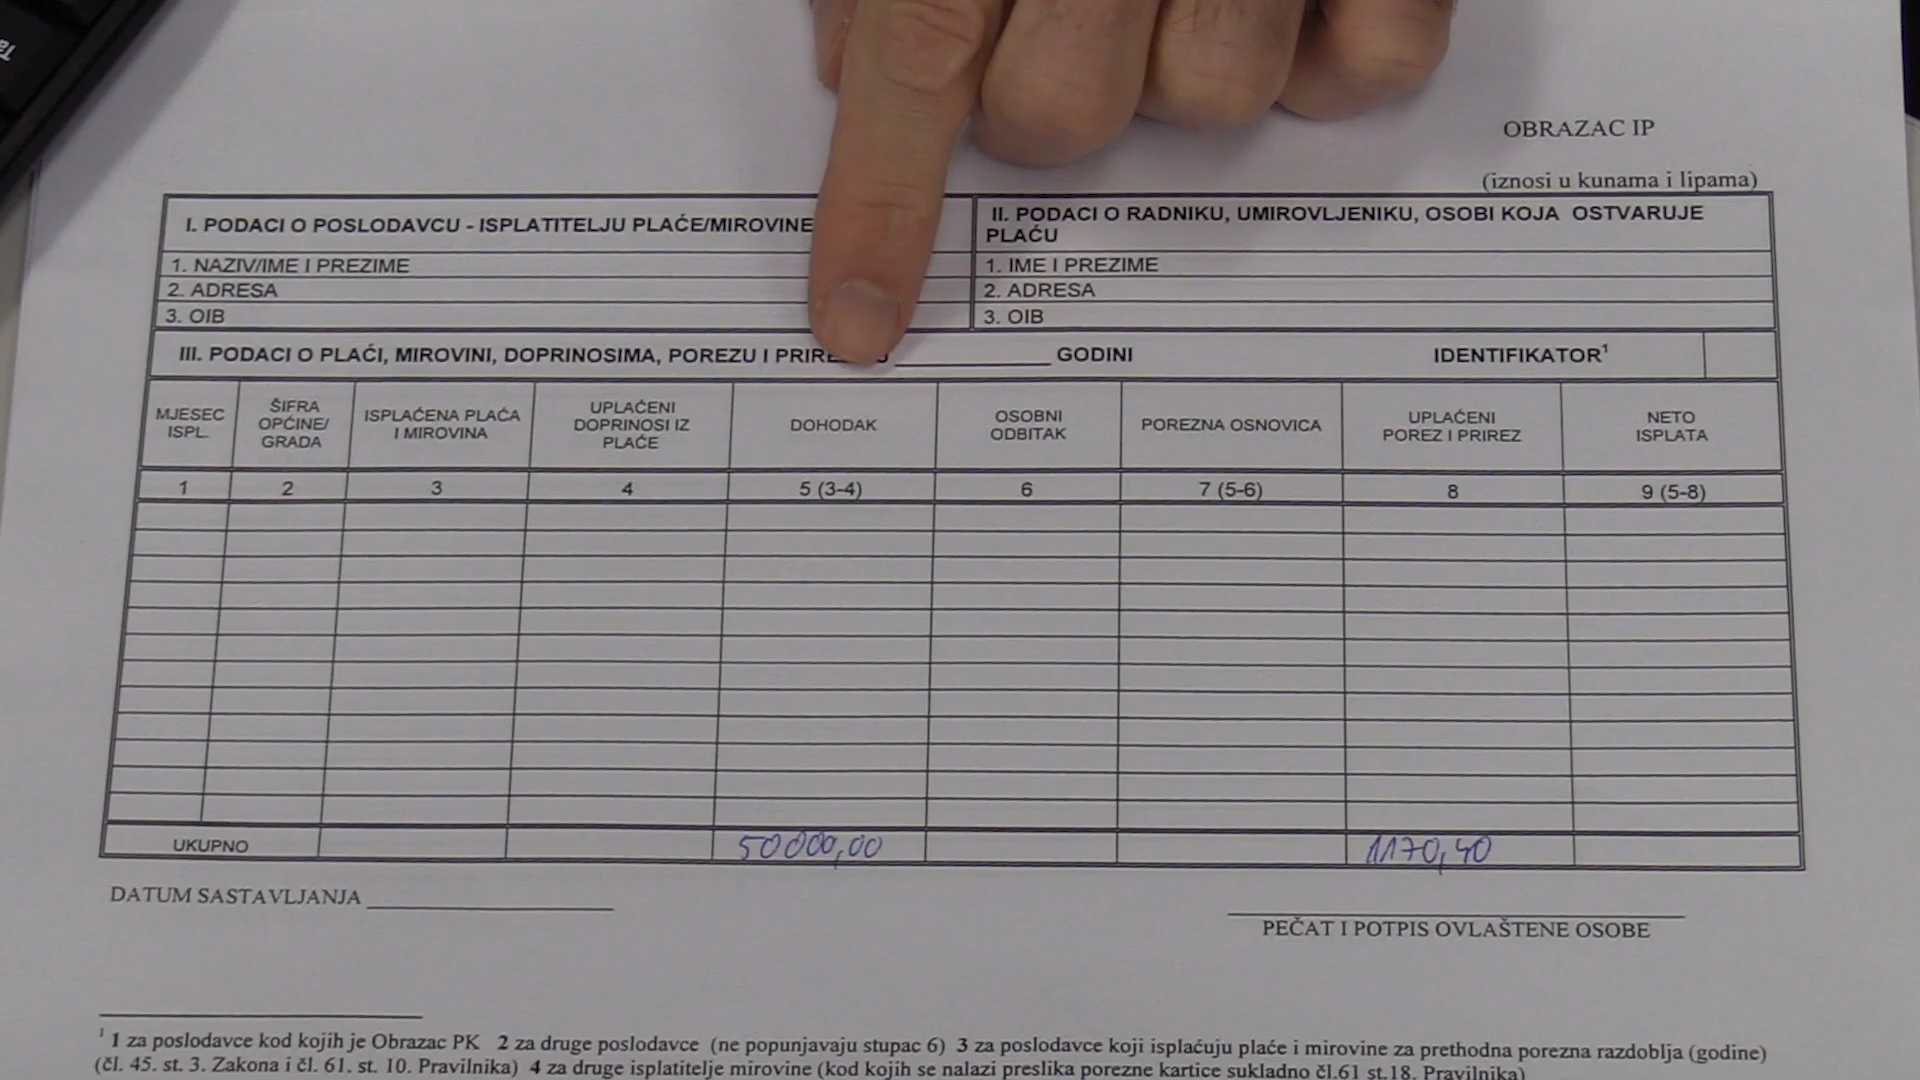 OBRAZAC IP
(iznosi u kunama i lipama)
I. PODACI O POSLODAVCU - ISPLATITELJU PLAĆE/MIROVINE
1. NAZIV/IME I PREZIME
2. ADRESA
3. OIB
II. PODACI O RADNIKU, UMIROVLJENIKU, OSOBI KOJA OSTVARUJE
PLAĆU
1. IME I PREZIME
2. ADRESA
3. OIB
III. PODACI O PLAĆI, MIROVINI, DOPRINOSIMA, POREZU I GODINI
IDENTIFIKATOR¹
MJESEC
ISPL.
ŠIFRA
OPĆINE/
GRADA
ISPLAĆENA PLAĆA
I MIROVINA
UPLAĆENI
DOPRINOSI IZ
PLAĆE
DOHODAK
OSOBNI
ODBITAK
POREZNA OSNOVICA
UPLAĆENI
POREZ I PRIREZ
NETO
ISPLATA
1 2 3 4 5 (3-4) 6 7 (5-6) 8 9 (5-8)
UKUPNO 50000,00 1170,40
DATUM SASTAVLJANJA
PEČAT I POTPIS OVLAŠTENE OSOBE
¹ 1 za poslodavce kod kojih je Obrazac PK 2 za druge poslodavce (ne popunjavaju stupac 6) 3 za poslodavce koji isplaćuju plaće i mirovine za prethodna porezna razdoblja (godine)
(čl. 45. st. 3. Zakona i čl. 61. st. 10. Pravilnika) 4 za druge isplatitelje mirovine (kod kojih se nalazi preslika porezne kartice sukladno čl.61 st.18. Pravilnika)